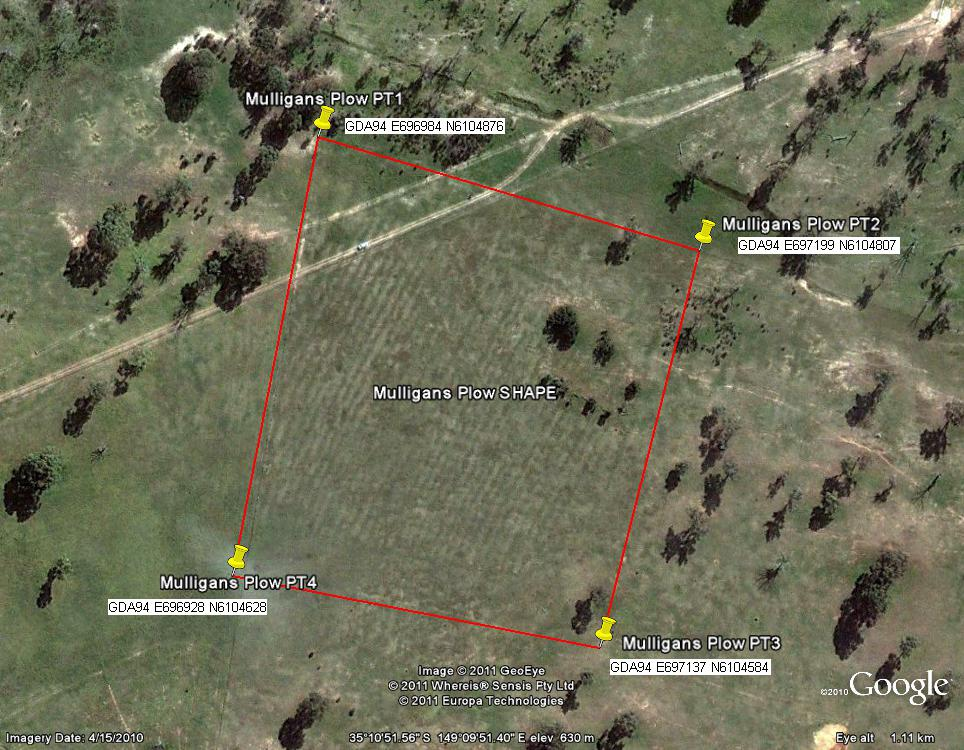 Mulligans Plow PT1
GDA94 E696984 N6104876
Mulligans Plow PT2
GDA94 E697199 N6104807
Mulligans Plow SHAPE
Mulligans Plow PT4
GDA94 E696928 N6104628
Mulligans Plow PT3
GDA94 E697137 N6104584
Image © 2011 GeoEye
© 2011 Whereis® Sensis Pty Ltd
© 2011 Europa Technologies
©2010 Google
Imagery Date: 4/15/2010
35°10'51.56" S 149°09'51.40" E elev 630 m
Eye alt 1.11 km